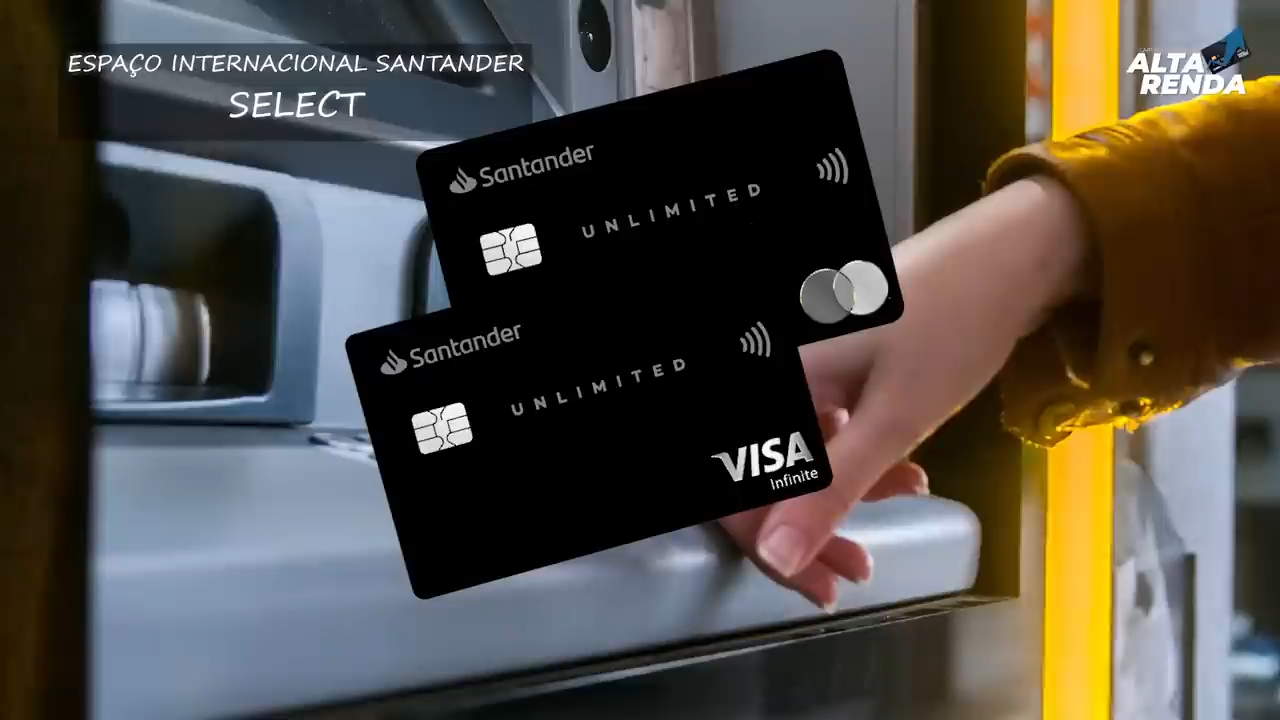 ESPAÇO INTERNACIONAL SANTANDER
SELECT
ALTA
RENDA
Santander
UNLIMITED
Santander
UNLIMITED
VISA
Infinite